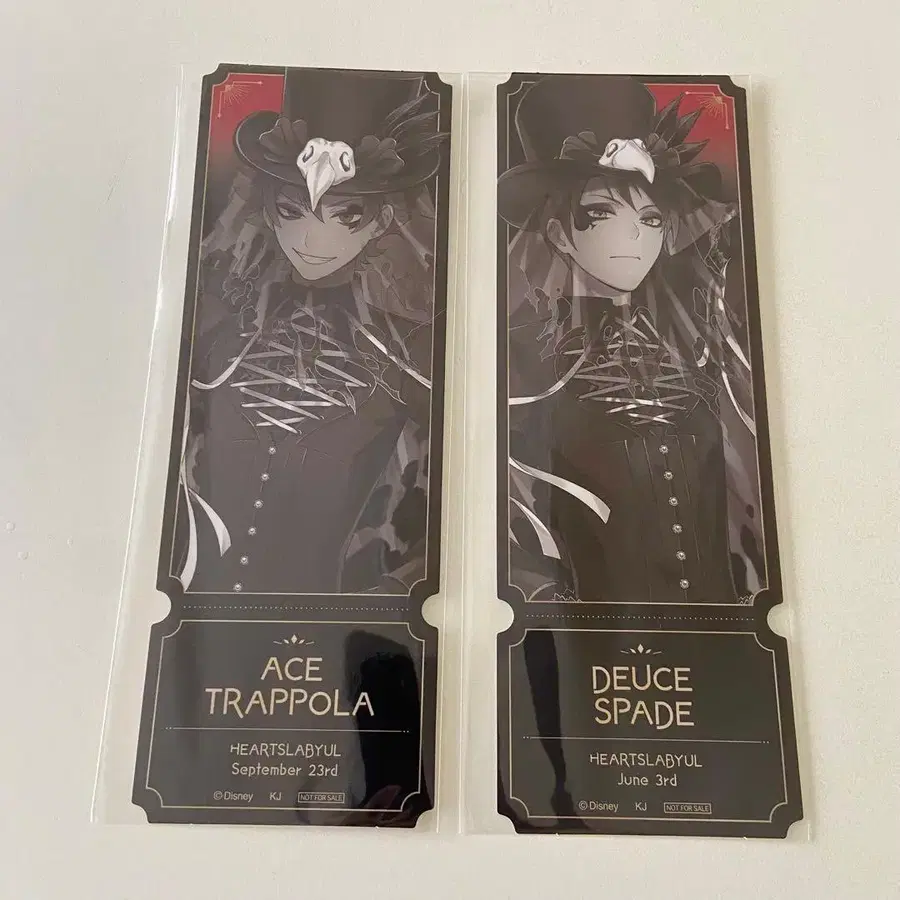 ACE
TRAPPOLA
HEARTSLABYUL
September 23rd
©Disney KJ NOT FOR SALE
DEUCE
SPADE
HEARTSLABYUL
June 3rd
©Disney KJ NOT FOR SALE